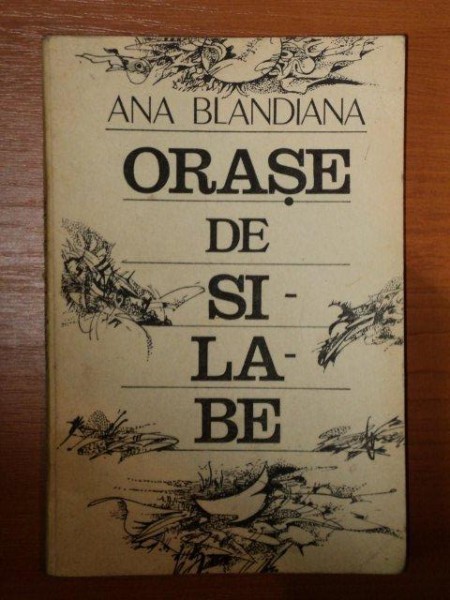 ANA BLANDIANA
ORAȘE
DE
SI-
LA-
BE